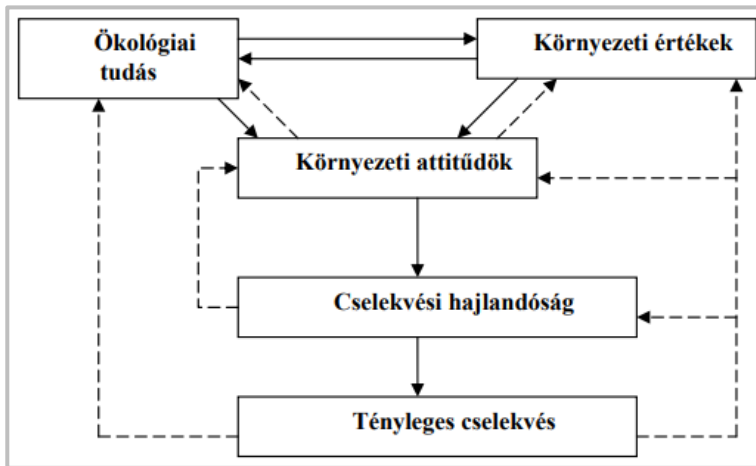 Ökológiai
tudás
Környezeti értékek
Környezeti attitűdök
Cselekvési hajlandóság
Tényleges cselekvés